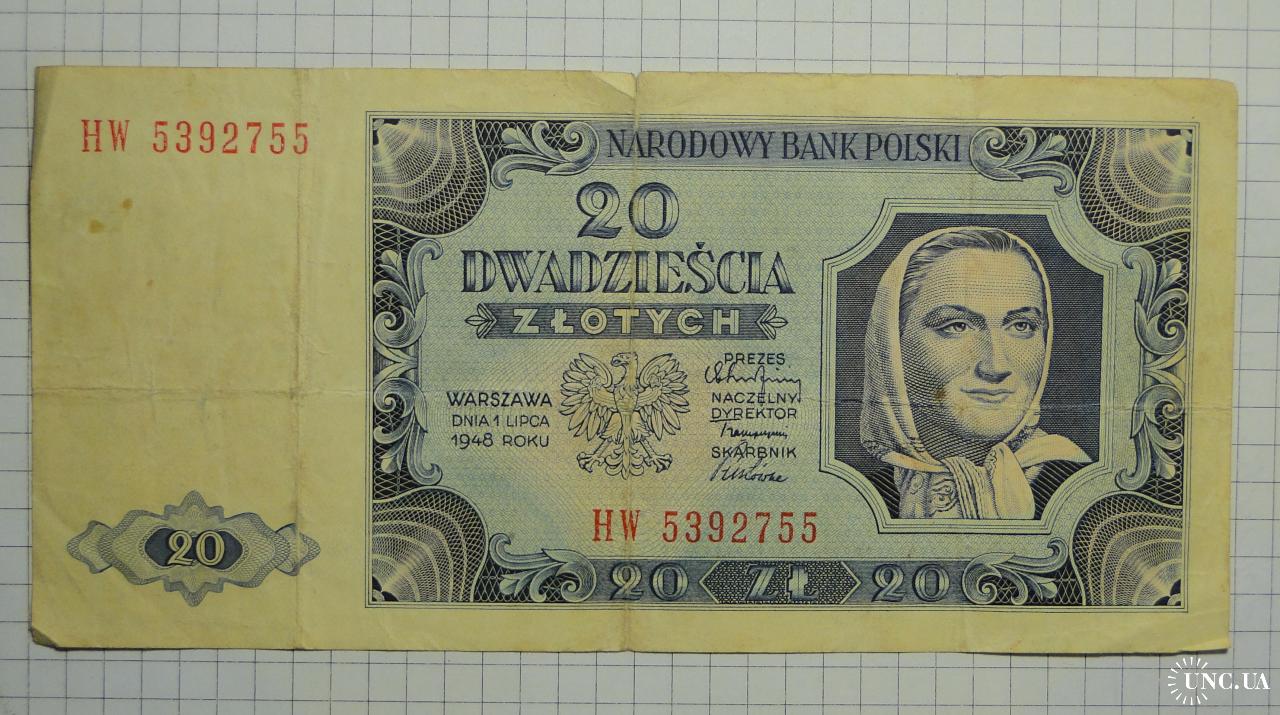 HW 5392755
NARODOWY BANK POLSKI
20
DWADZIEŚCIA
ZŁOTYCH
WARSZAWA
DNIA 1 LIPCA
1948 ROKU
PREZES
NACZELNY
DYREKTOR
SKARBNIK
HW 5392755
20
20 ZŁ 20
UNC.UA